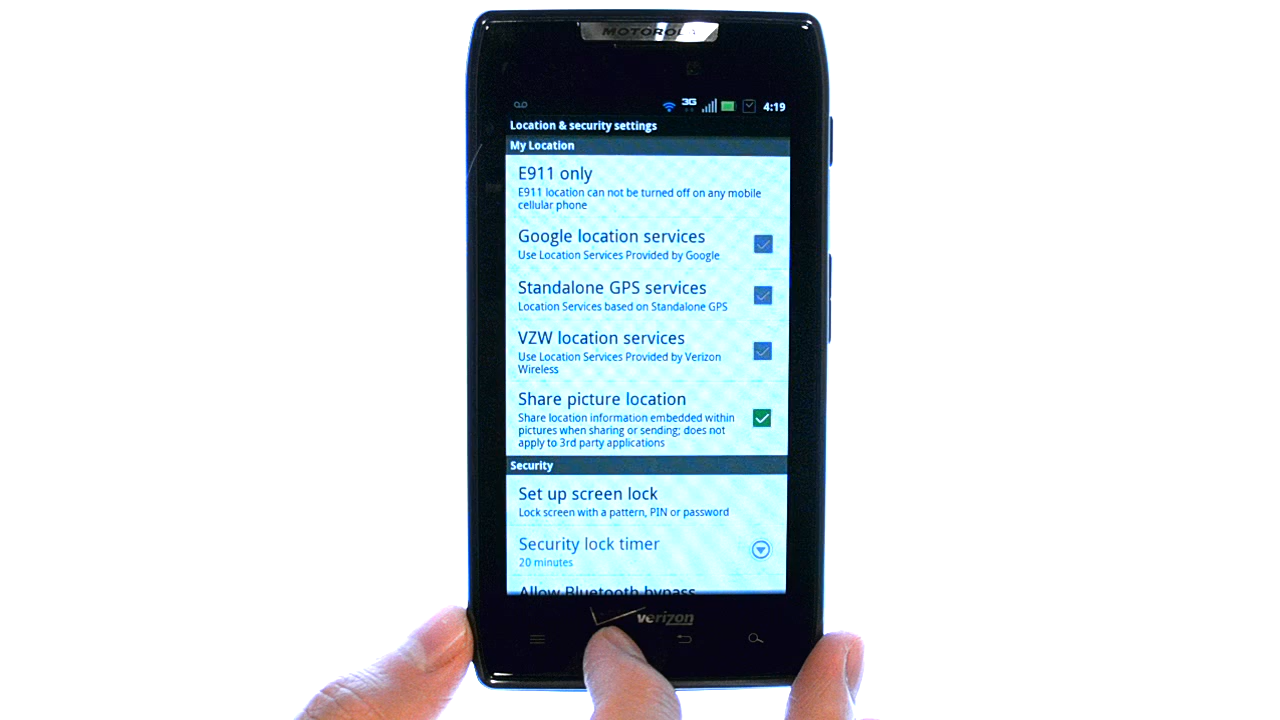 MOTOROLA
3G
4:19
Location & security settings
My Location
E911 only
E911 location can not be turned off on any mobile
cellular phone
Google location services
Use Location Services Provided by Google
Standalone GPS services
Location Services based on Standalone GPS
VZW location services
Use Location Services Provided by Verizon
Wireless
Share picture location
Share location information embedded within
pictures when sharing or sending; does not
apply to 3rd party applications
Security
Set up screen lock
Lock screen with a pattern, PIN or password
Security lock timer
20 minutes
Allow Bluetooth bypass
verizon